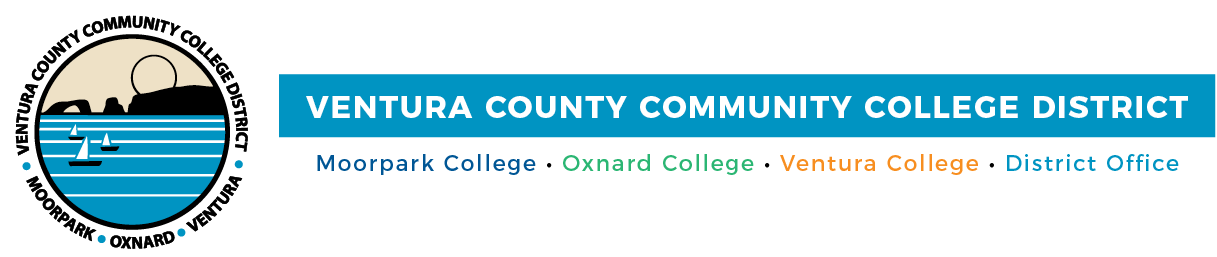 VENTURA COUNTY COMMUNITY COLLEGE DISTRICT
• MOORPARK • OXNARD • VENTURA •
VENTURA COUNTY COMMUNITY COLLEGE DISTRICT
Moorpark College • Oxnard College • Ventura College • District Office